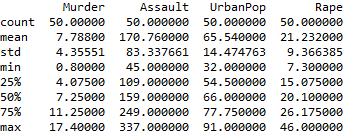 Murder Assault UrbanPop Rape
count 50.00000 50.000000 50.000000 50.000000
mean 7.78800 170.760000 65.540000 21.232000
std 4.35551 83.337661 14.474763 9.366385
min 0.80000 45.000000 32.000000 7.300000
25% 4.07500 109.000000 54.500000 15.075000
50% 7.25000 159.000000 66.000000 20.100000
75% 11.25000 249.000000 77.750000 26.175000
max 17.40000 337.000000 91.000000 46.000000